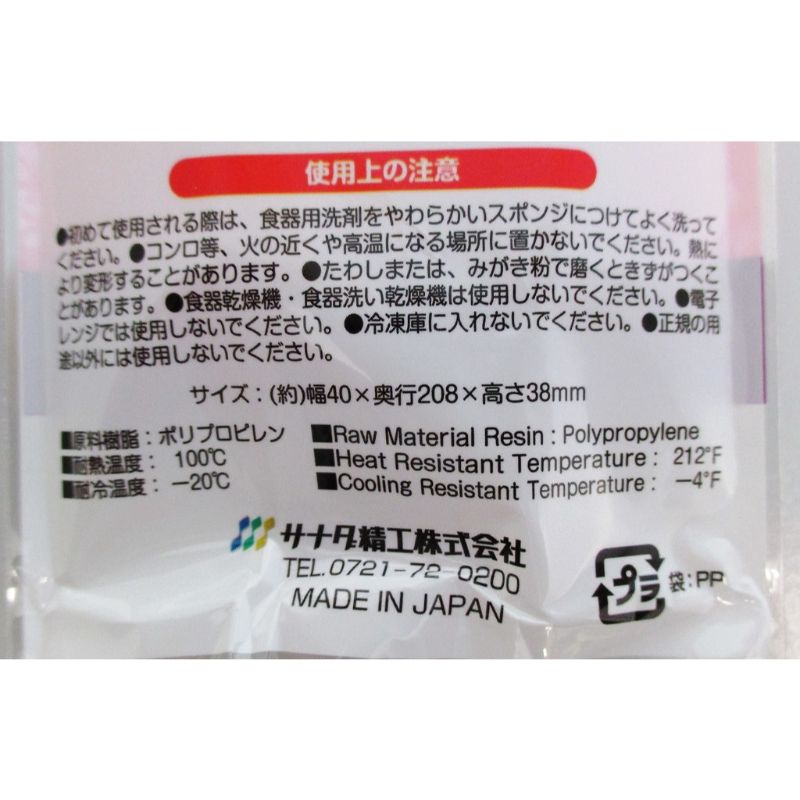 使用上の注意
●初めて使用される際は、食器用洗剤をやわらかいスポンジにつけてよく洗って
ください。●コンロ等、火の近くや高温になる場所に置かないでください。熱に
より変形することがあります。●たわしまたは、みがき粉で磨くときずがつくこ
とがあります。●食器乾燥機・食器洗い乾燥機は使用しないでください。●電子
レンジでは使用しないでください。●冷凍庫に入れないでください。●正規の用
途以外には使用しないでください。
サイズ：(約)幅40×奥行208×高さ38mm
■原料樹脂：ポリプロピレン
■耐熱温度： 100℃
■耐冷温度： −20℃
■Raw Material Resin : Polypropylene
■Heat Resistant Temperature : 212°F
■Cooling Resistant Temperature : −4°F
サナダ精工株式会社
TEL.0721-72-0200
MADE IN JAPAN
プラ
袋：PP